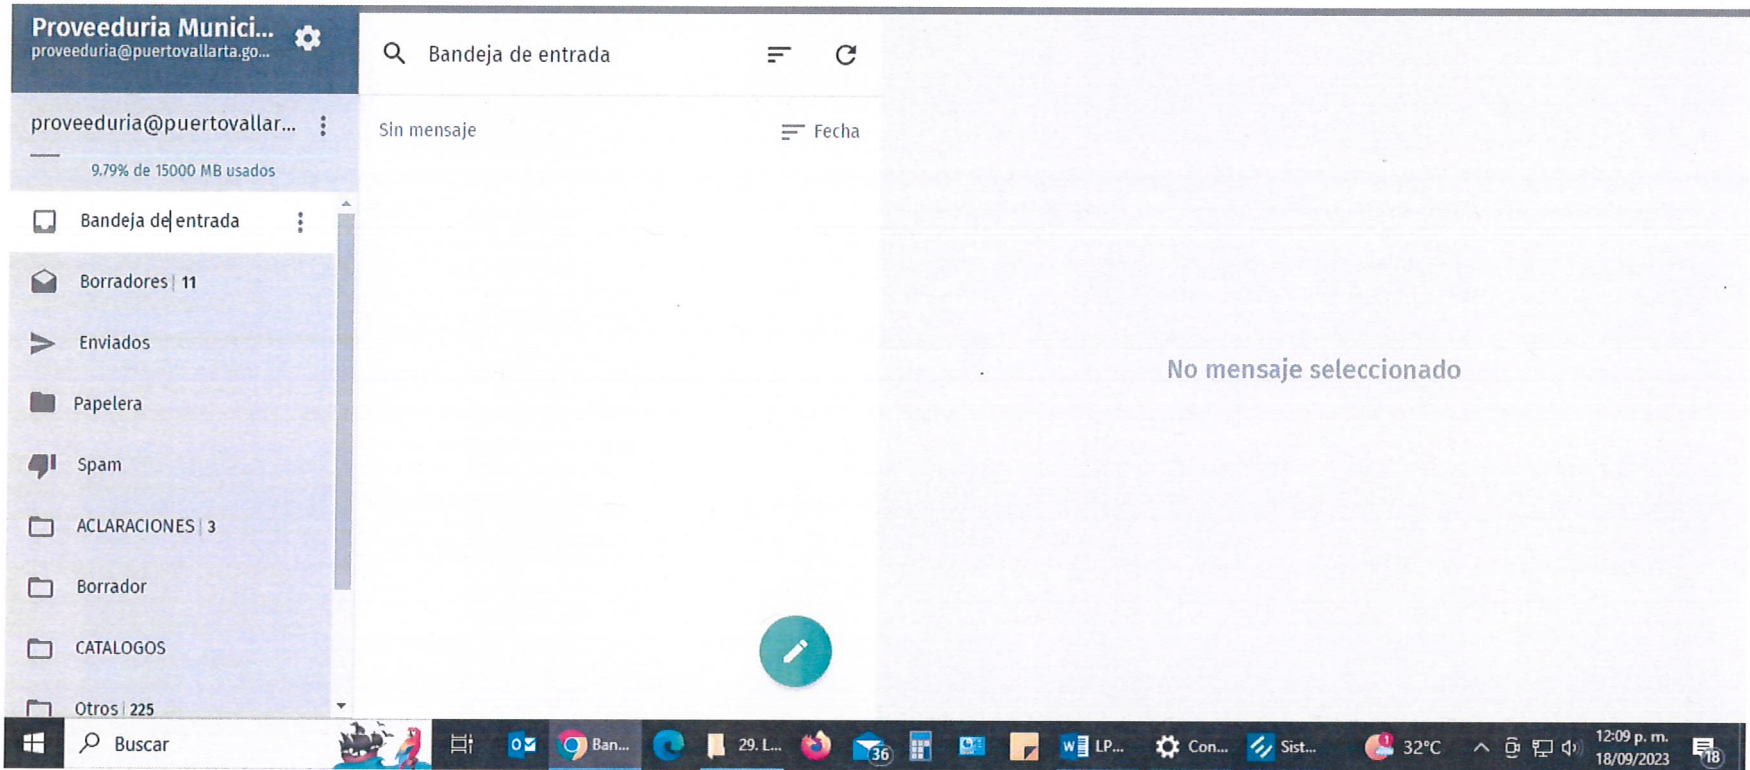 Proveeduria Munici...
proveeduria@puertovallarta.go...
proveeduria@puertovallar...
9.79% de 15000 MB usados
Bandeja de entrada
Borradores | 11
Enviados
Papelera
Spam
ACLARACIONES | 3
Borrador
CATALOGOS
Otros | 225
Bandeja de entrada
Sin mensaje
Fecha
No mensaje seleccionado
Buscar
Ban...
29. L...
36
LP...
Con...
Sist...
1
32°C
12:09 p. m.
18/09/2023
18